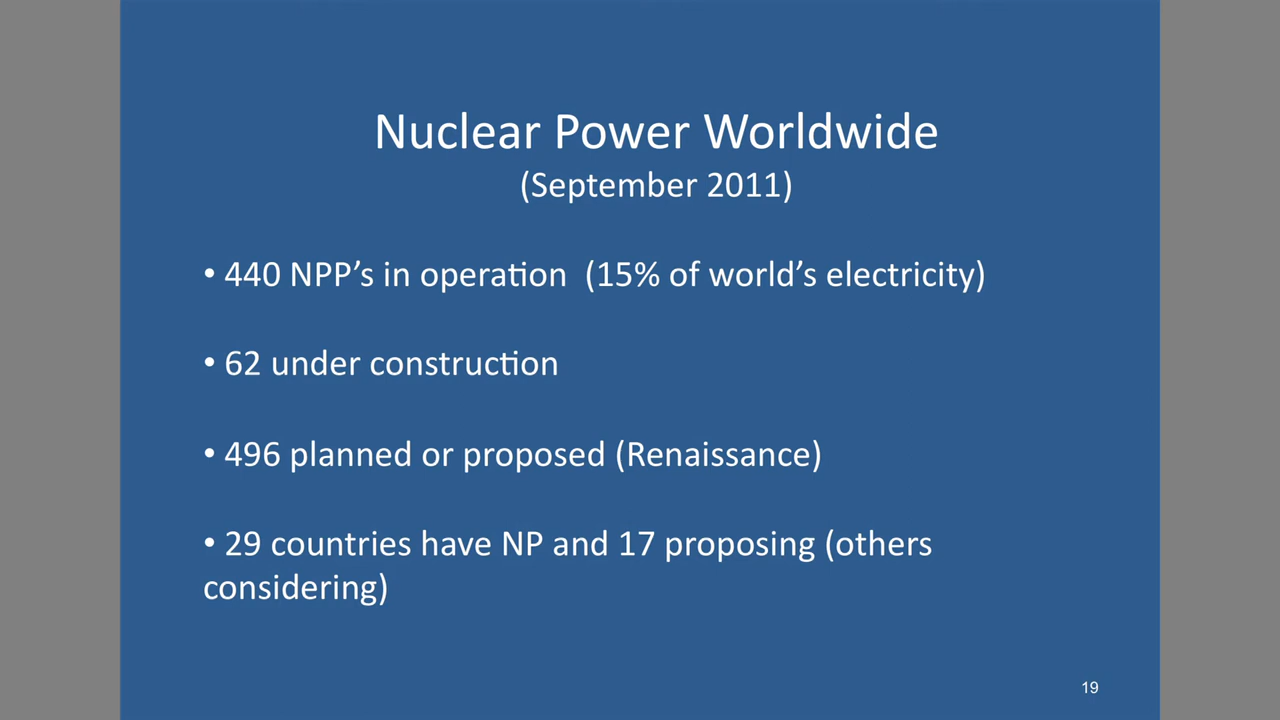 Nuclear Power Worldwide
(September 2011)
• 440 NPP’s in operation  (15% of world’s electricity)
• 62 under construction
• 496 planned or proposed (Renaissance)
• 29 countries have NP and 17 proposing (others
considering)
19